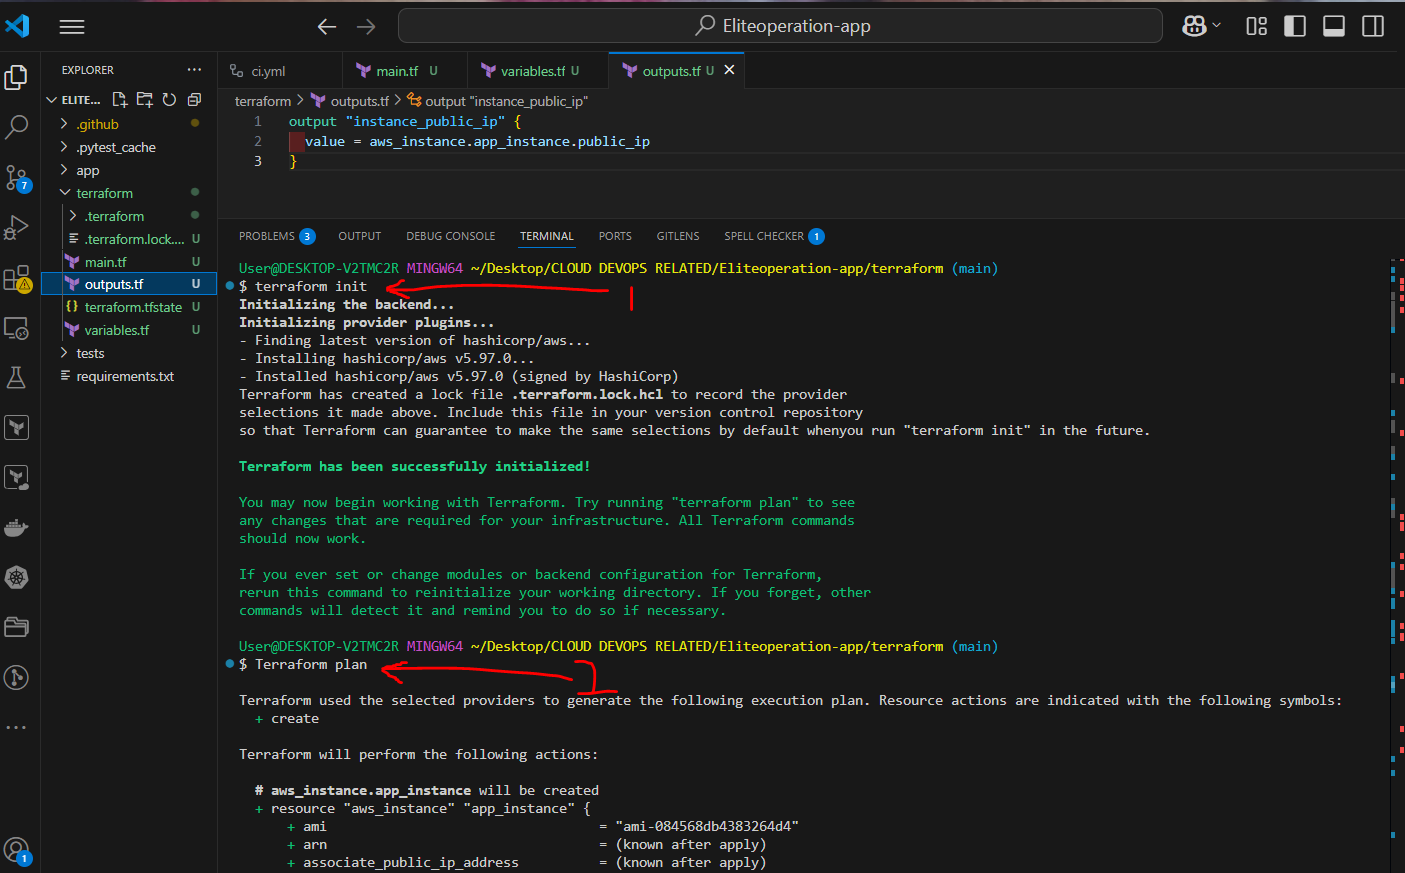 Eliteoperation-app
EXPLORER
ci.yml
main.tf U
variables.tf U
outputs.tf U
ELITE...
terraform > outputs.tf > output "instance_public_ip"
.github
.pytest_cache
app
terraform
.terraform
.terraform.lock.... U
main.tf U
outputs.tf U
terraform.tfstate U
variables.tf U
tests
requirements.txt
7
1
1 output "instance_public_ip" {
2 value = aws_instance.app_instance.public_ip
3 }
PROBLEMS 3 OUTPUT DEBUG CONSOLE TERMINAL PORTS GITLENS SPELL CHECKER 1
User@DESKTOP-V2TMC2R MINGW64 ~/Desktop/CLOUD DEVOPS RELATED/Eliteoperation-app/terraform (main)
$ terraform init
1
Initializing the backend...
Initializing provider plugins...
- Finding latest version of hashicorp/aws...
- Installing hashicorp/aws v5.97.0...
- Installed hashicorp/aws v5.97.0 (signed by HashiCorp)
Terraform has created a lock file .terraform.lock.hcl to record the provider
selections it made above. Include this file in your version control repository
so that Terraform can guarantee to make the same selections by default whenyou run "terraform init" in the future.
Terraform has been successfully initialized!
You may now begin working with Terraform. Try running "terraform plan" to see
any changes that are required for your infrastructure. All Terraform commands
should now work.
If you ever set or change modules or backend configuration for Terraform,
rerun this command to reinitialize your working directory. If you forget, other
commands will detect it and remind you to do so if necessary.
User@DESKTOP-V2TMC2R MINGW64 ~/Desktop/CLOUD DEVOPS RELATED/Eliteoperation-app/terraform (main)
$ Terraform plan
2
Terraform used the selected providers to generate the following execution plan. Resource actions are indicated with the following symbols:
+ create
Terraform will perform the following actions:
# aws_instance.app_instance will be created
+ resource "aws_instance" "app_instance" {
+ ami = "ami-084568db4383264d4"
+ arn = (known after apply)
+ associate_public_ip_address = (known after apply)